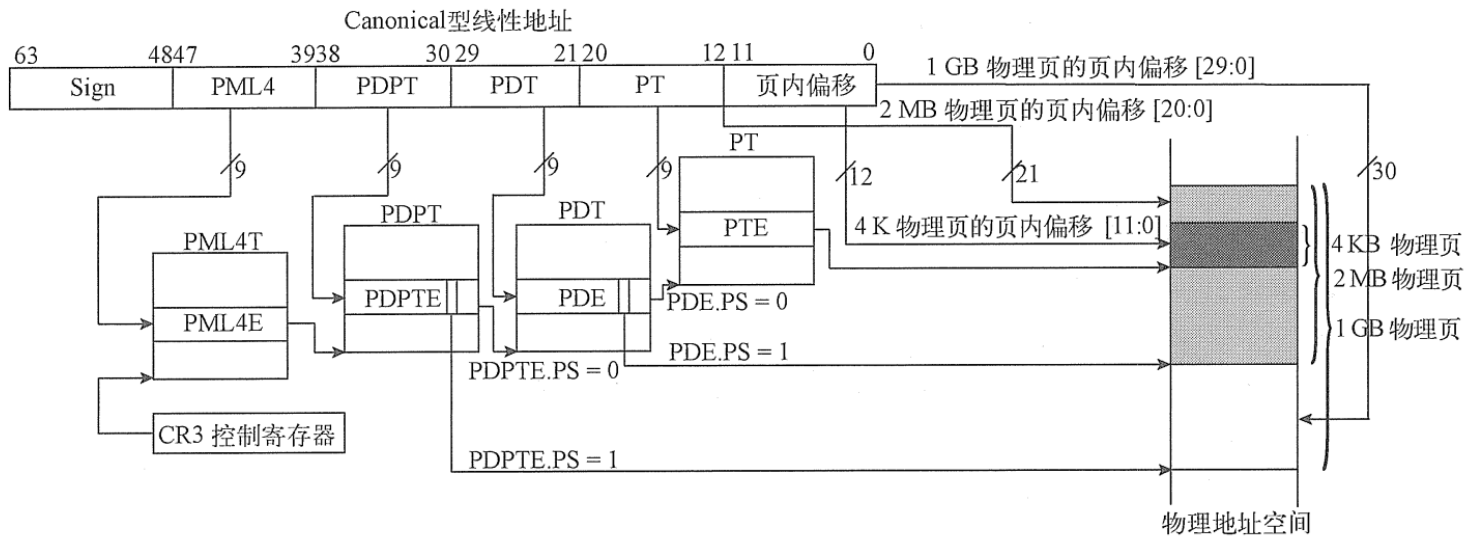 Canonical型线性地址
63 4847 3938 30 29 21 20 12 11 0
Sign PML4 PDPT PDT PT 页内偏移
1 GB 物理页的页内偏移 [29:0]
2 MB 物理页的页内偏移 [20:0]
PT
9 9 9 9 12 21 30
PDPT PDT
PTE
4 K 物理页的页内偏移 [11:0]
PML4T
4 KB 物理页
2 MB 物理页
PDPTE PDE
PDE.PS = 0
PML4E
1 GB 物理页
PDE.PS = 1
PDPTE.PS = 0
CR3 控制寄存器
PDPTE.PS = 1
物理地址空间